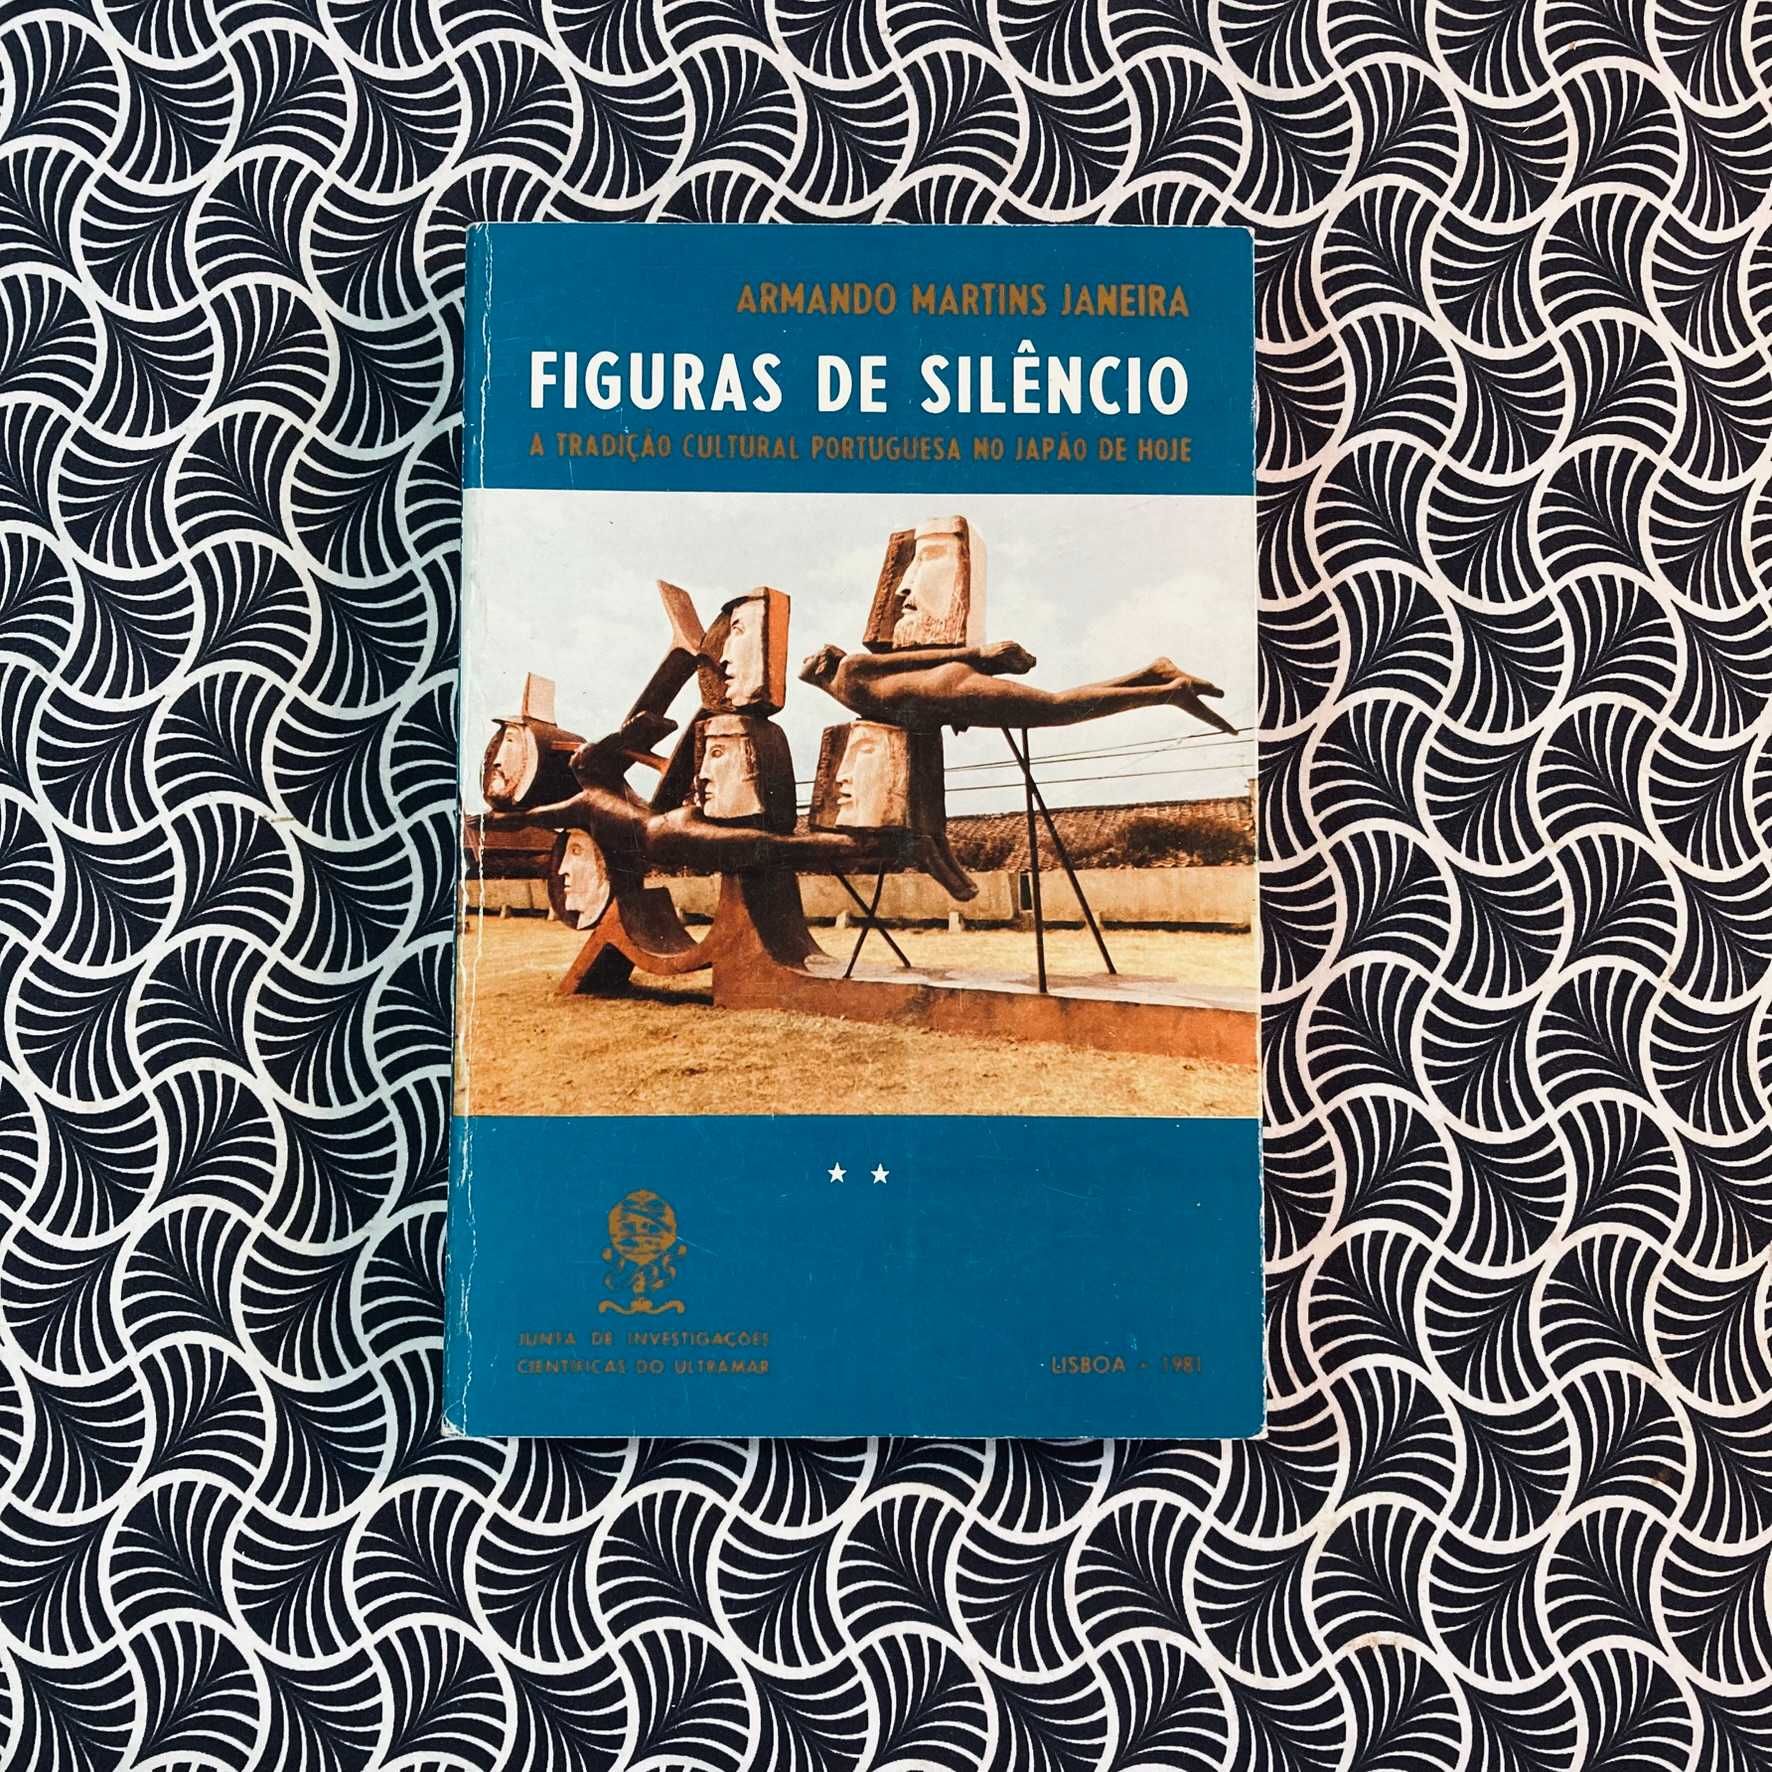 ARMANDO MARTINS JANEIRA
FIGURAS DE SILÊNCIO
A TRADIÇÃO CULTURAL PORTUGUESA NO JAPÃO DE HOJE
JUNTA DE INVESTIGAÇÕES
CIENTÍFICAS DO ULTRAMAR
LISBOA - 1981